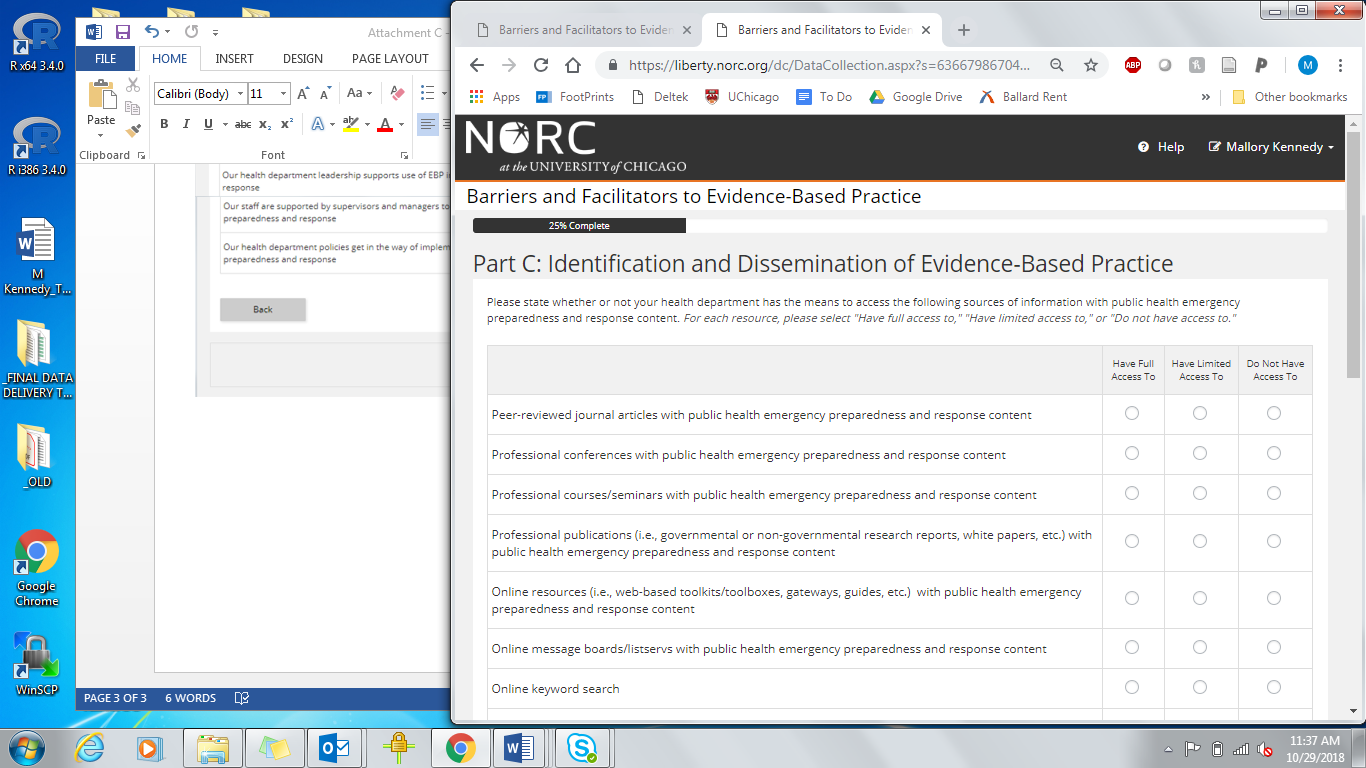 R x64 3.4.0
R i386 3.4.0
M
Kennedy_T...
_FINAL DATA
DELIVERY T...
_OLD
Google
Chrome
WinSCP
Attachment C -
FILE HOME INSERT DESIGN PAGE LAYOUT
Paste
Calibri (Body) 11
Aa
B I U abc x₂ x² A ab A
Clipboard Font
Our health department leadership supports use of EBP i
response
Our staff are supported by supervisors and managers to
preparedness and response
Our health department policies get in the way of implem
preparedness and response
Back
PAGE 3 OF 3 6 WORDS
Barriers and Facilitators to Eviden
Barriers and Facilitators to Eviden
https://liberty.norc.org/dc/DataCollection.aspx?s=63667986704...
ABP
M
Apps FootPrints Deltek UChicago To Do Google Drive Ballard Rent » Other bookmarks
NORC
at the UNIVERSITY of CHICAGO
Help Mallory Kennedy
Barriers and Facilitators to Evidence-Based Practice
25% Complete
Part C: Identification and Dissemination of Evidence-Based Practice
Please state whether or not your health department has the means to access the following sources of information with public health emergency
preparedness and response content. For each resource, please select "Have full access to," "Have limited access to," or "Do not have access to."
Have Full Have Limited Do Not Have
Access To Access To Access To
Peer-reviewed journal articles with public health emergency preparedness and response content
Professional conferences with public health emergency preparedness and response content
Professional courses/seminars with public health emergency preparedness and response content
Professional publications (i.e., governmental or non-governmental research reports, white papers, etc.) with
public health emergency preparedness and response content
Online resources (i.e., web-based toolkits/toolboxes, gateways, guides, etc.) with public health emergency
preparedness and response content
Online message boards/listservs with public health emergency preparedness and response content
Online keyword search
11:37 AM
10/29/2018